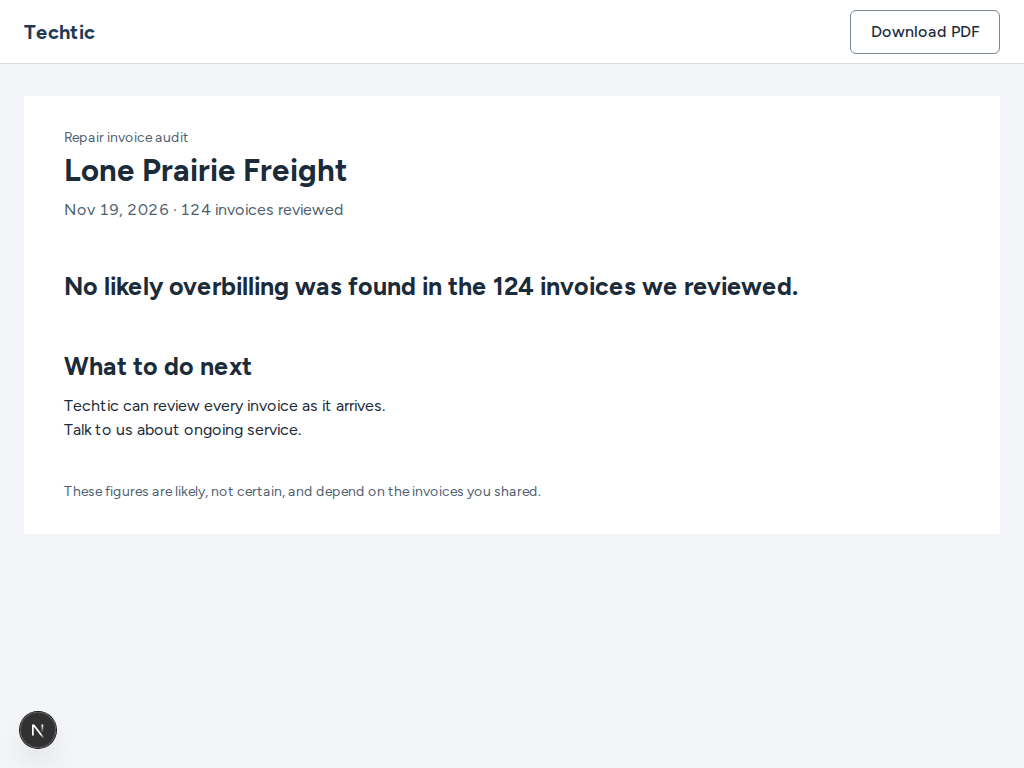 Techtic
Download PDF
Repair invoice audit
Lone Prairie Freight
Nov 19, 2026 · 124 invoices reviewed
No likely overbilling was found in the 124 invoices we reviewed.
What to do next
Techtic can review every invoice as it arrives.
Talk to us about ongoing service.
These figures are likely, not certain, and depend on the invoices you shared.
N